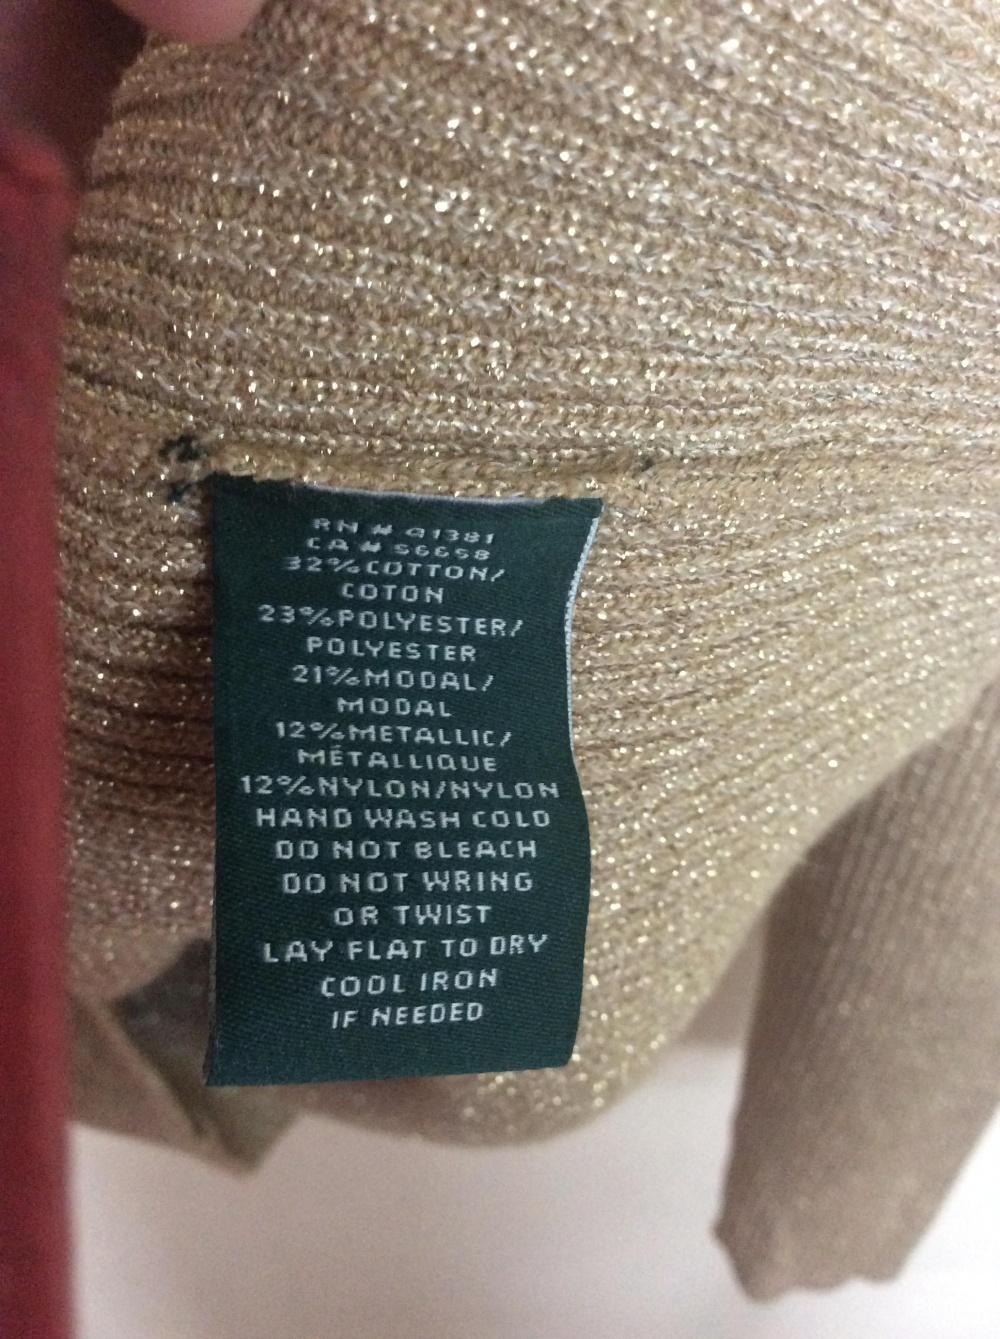 RN # Q1381
CA # 56658
32%COTTON/
COTON
23%POLYESTER/
POLYESTER
21%MODAL/
MODAL
12%METALLIC/
MÉTALLIQUE
12%NYLON/NYLON
HAND WASH COLD
DO NOT BLEACH
DO NOT WRING
OR TWIST
LAY FLAT TO DRY
COOL IRON
IF NEEDED